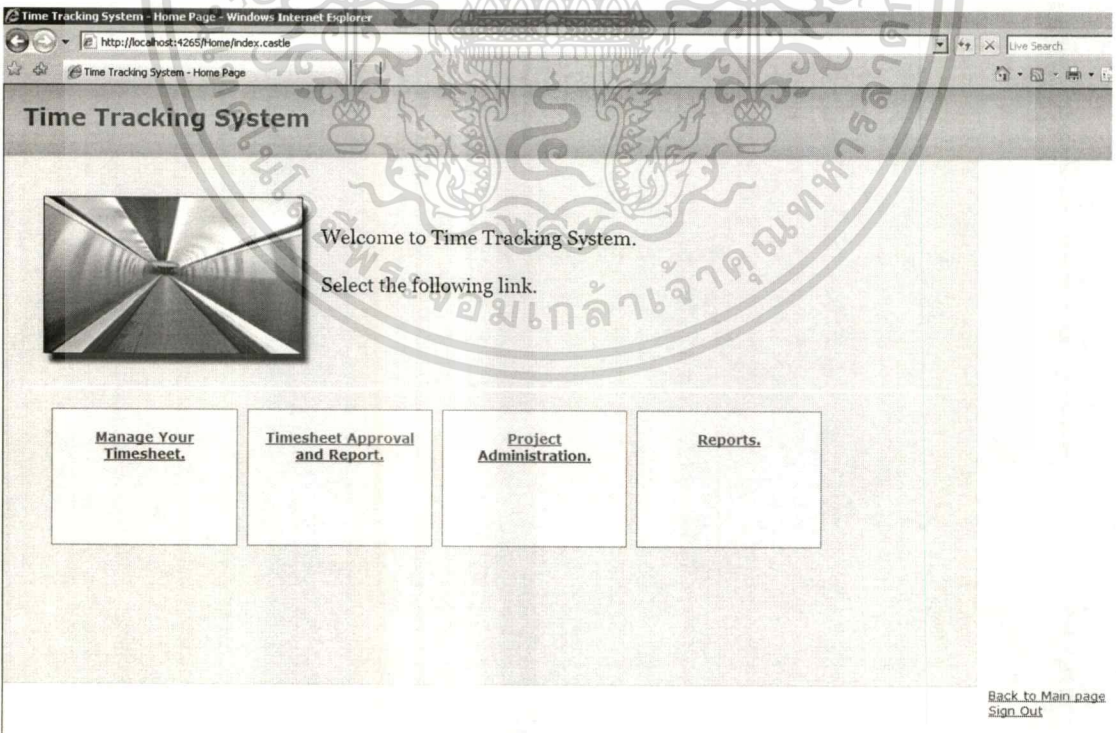 Time Tracking System - Home Page - Windows Internet Explorer
http://localhost:4265/Home/index.castle
Live Search
Time Tracking System - Home Page
Time Tracking System
Welcome to Time Tracking System.
Select the following link.
Manage Your
Timesheet.
Timesheet Approval
and Report.
Project
Administration.
Reports.
Back to Main page
Sign Out